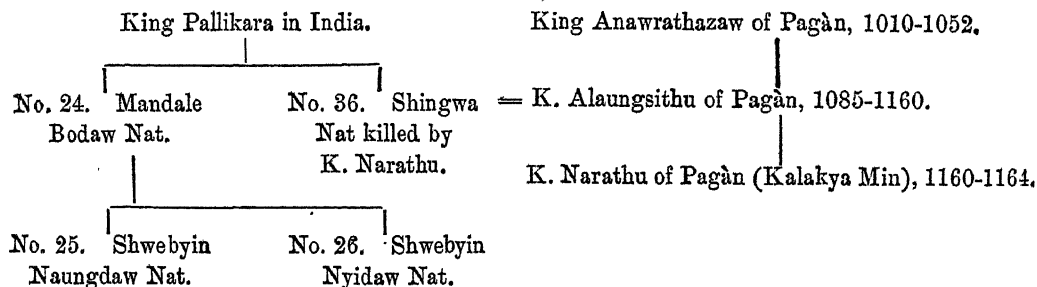 King Pallikara in India.
King Anawrathazaw of Pagàn, 1010-1052.
No. 24. Mandale
Bodaw Nat.
No. 36. Shingwa
Nat killed by
K. Narathu.
= K. Alaungsithu of Pagàn, 1085-1160.
K. Narathu of Pagàn (Kalakya Min), 1160-1164.
No. 25. Shwebyin
Naungdaw Nat.
No. 26. Shwebyin
Nyidaw Nat.